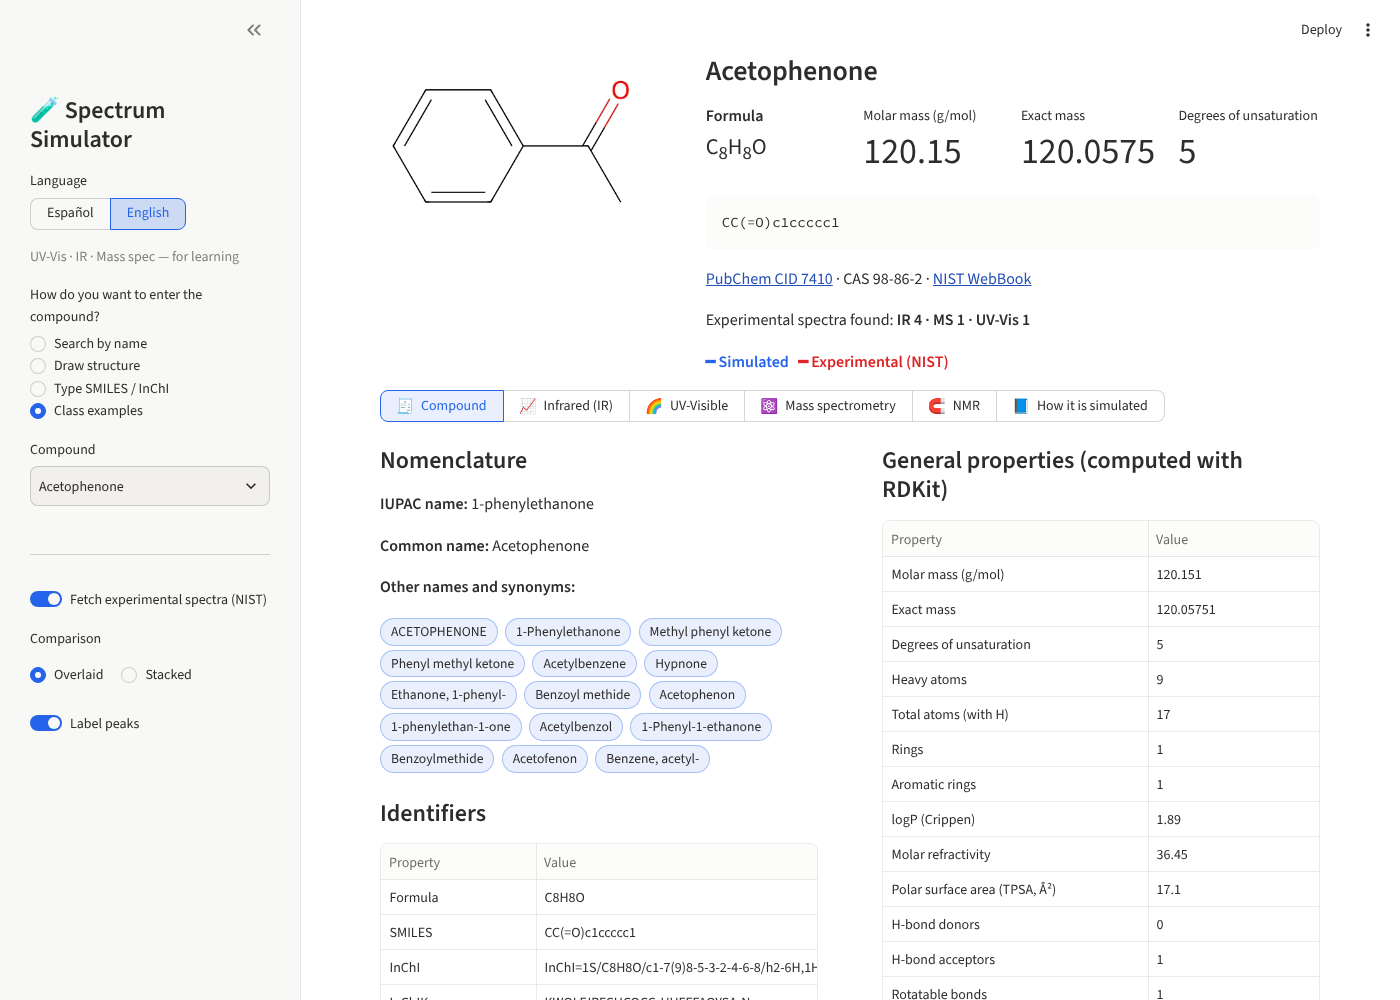 Deploy
Spectrum
Simulator
Language
Español
English
UV-Vis · IR · Mass spec — for learning
How do you want to enter the
compound?
Search by name
Draw structure
Type SMILES / InChI
Class examples
Compound
Acetophenone
Fetch experimental spectra (NIST)
Comparison
Overlaid
Stacked
Label peaks
O
Acetophenone
Formula
C8H8O
Molar mass (g/mol)
120.15
Exact mass
120.0575
Degrees of unsaturation
5
CC(=O)c1ccccc1
PubChem CID 7410 · CAS 98-86-2 · NIST WebBook
Experimental spectra found: IR 4 · MS 1 · UV-Vis 1
Simulated Experimental (NIST)
Compound
Infrared (IR)
UV-Visible
Mass spectrometry
NMR
How it is simulated
Nomenclature
IUPAC name: 1-phenylethanone
Common name: Acetophenone
Other names and synonyms:
ACETOPHENONE 1-Phenylethanone Methyl phenyl ketone
Phenyl methyl ketone Acetylbenzene Hypnone
Ethanone, 1-phenyl- Benzoyl methide Acetophenon
1-phenylethan-1-one Acetylbenzol 1-Phenyl-1-ethanone
Benzoylmethide Acetofenon Benzene, acetyl-
Identifiers
Property Value
Formula C8H8O
SMILES CC(=O)c1ccccc1
InChI InChI=1S/C8H8O/c1-7(9)8-5-3-2-4-6-8/h2-6H,1H
General properties (computed with
RDKit)
Property Value
Molar mass (g/mol) 120.151
Exact mass 120.05751
Degrees of unsaturation 5
Heavy atoms 9
Total atoms (with H) 17
Rings 1
Aromatic rings 1
logP (Crippen) 1.89
Molar refractivity 36.45
Polar surface area (TPSA, Å²) 17.1
H-bond donors 0
H-bond acceptors 1
Rotatable bonds 1